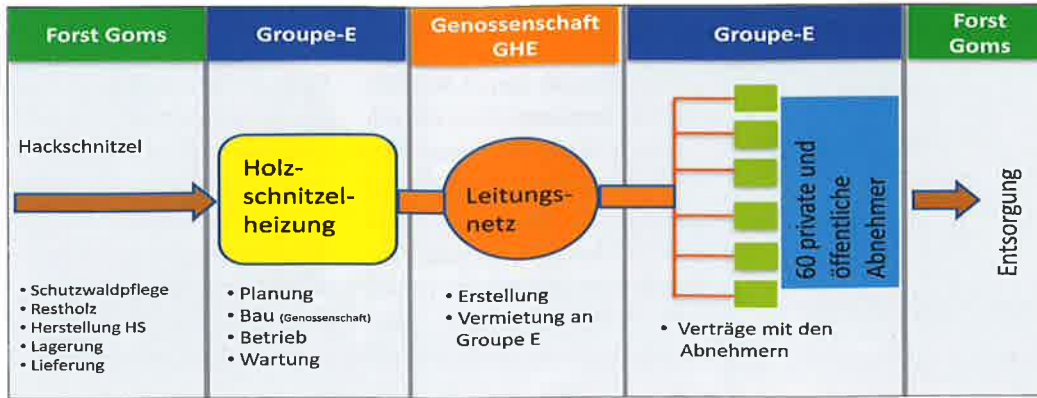 Forst Goms
Groupe-E
Genossenschaft
GHE
Groupe-E
Forst
Goms
Hackschnitzel
• Schutzwaldpflege
• Restholz
• Herstellung HS
• Lagerung
• Lieferung
Holz-
schnitzel-
heizung
• Planung
• Bau (Genossenschaft)
• Betrieb
• Wartung
Leitungs-
netz
• Erstellung
• Vermietung an
Groupe E
60 private und
öffentliche
Abnehmer
• Verträge mit den
Abnehmern
Entsorgung